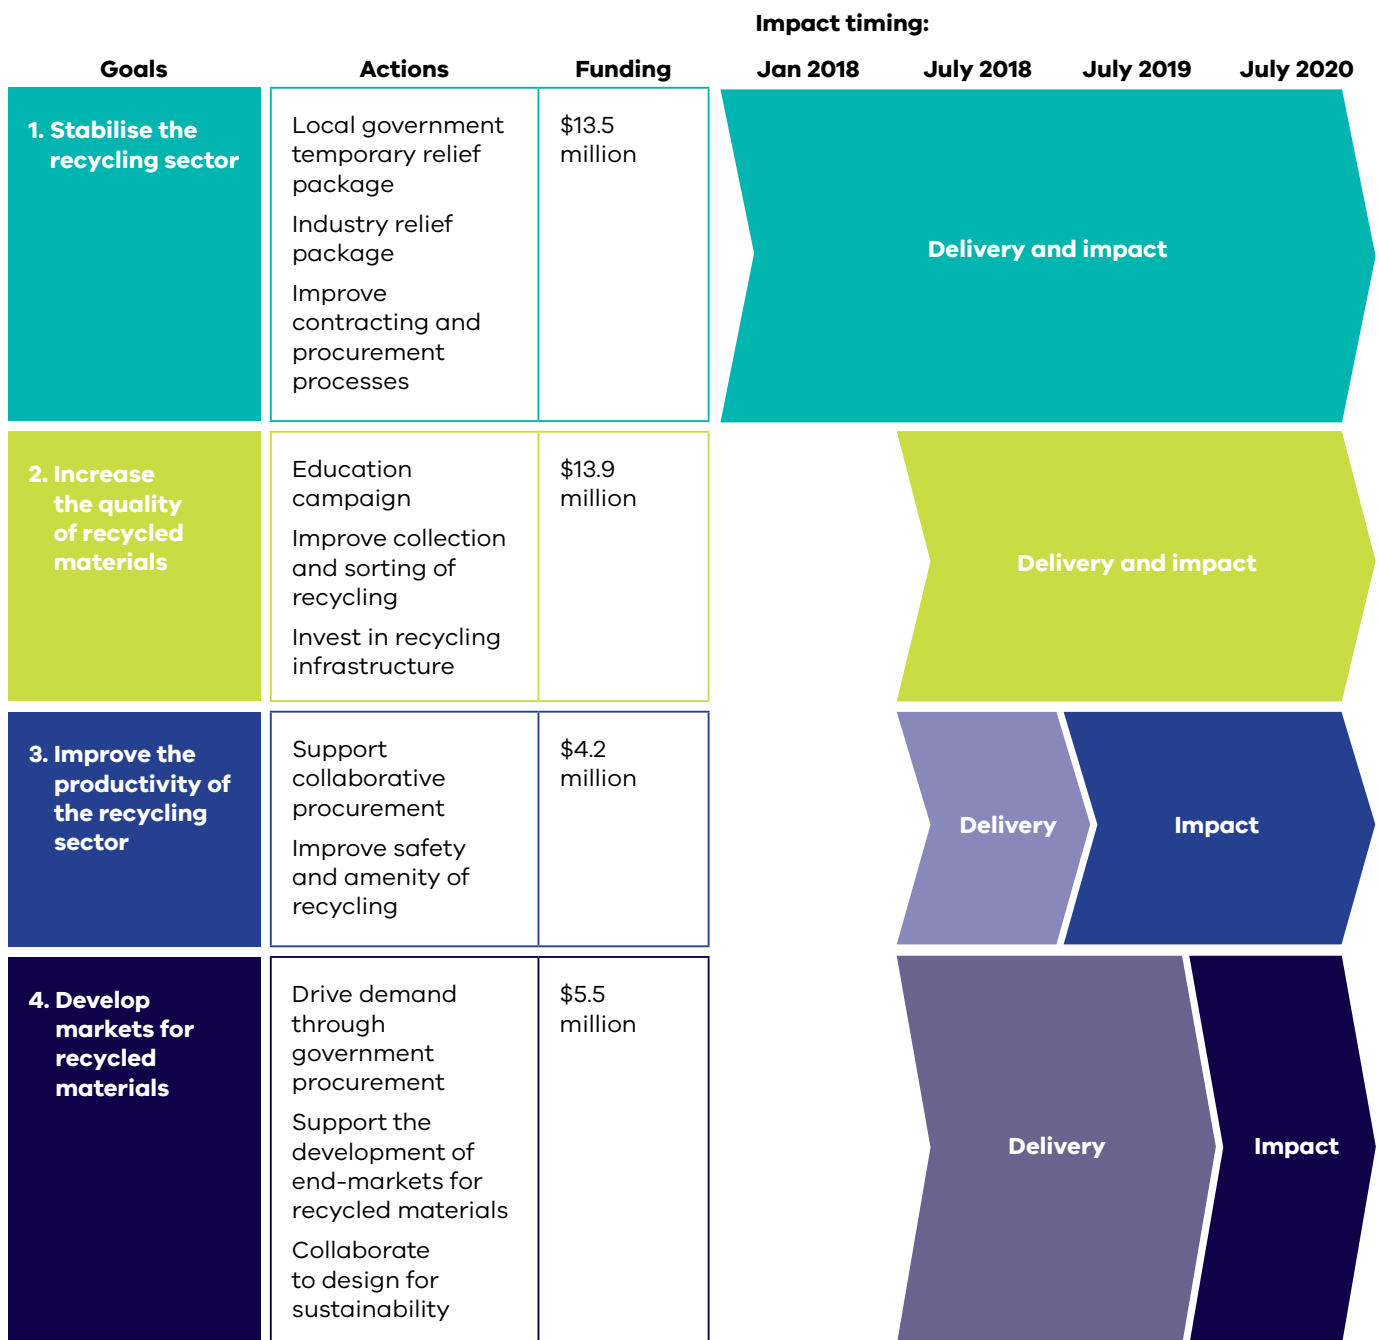 Impact timing:
Goals Actions Funding Jan 2018 July 2018 July 2019 July 2020
1. Stabilise the
recycling sector
Local government
temporary relief
package
Industry relief
package
Improve
contracting and
procurement
processes
$13.5
million
Delivery and impact
2. Increase
the quality
of recycled
materials
Education
campaign
Improve collection
and sorting of
recycling
Invest in recycling
infrastructure
$13.9
million
Delivery and impact
3. Improve the
productivity of
the recycling
sector
Support
collaborative
procurement
Improve safety
and amenity of
recycling
$4.2
million
Delivery
Impact
4. Develop
markets for
recycled
materials
Drive demand
through
government
procurement
Support the
development of
end-markets for
recycled materials
Collaborate
to design for
sustainability
$5.5
million
Delivery
Impact